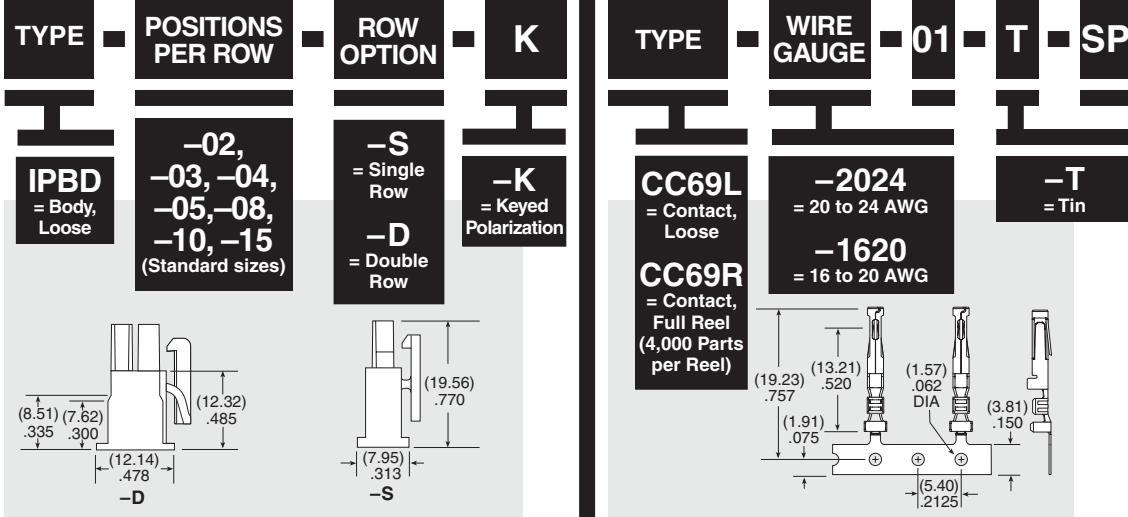 TYPE
POSITIONS
PER ROW
ROW
OPTION
K
IPBD
= Body,
Loose
–02,
–03, –04,
–05,–08,
–10, –15
(Standard sizes)
–S
= Single
Row
–D
= Double
Row
–K
= Keyed
Polarization
(8.51)
.335
(7.62)
.300
(12.32)
.485
(12.14)
.478
–D
(19.56)
.770
(7.95)
.313
–S
TYPE
WIRE
GAUGE
01
T
SP
CC69L
= Contact,
Loose
CC69R
= Contact,
Full Reel
(4,000 Parts
per Reel)
–2024
= 20 to 24 AWG
–1620
= 16 to 20 AWG
–T
= Tin
(19.23)
.757
(13.21)
.520
(1.91)
.075
(1.57)
.062
DIA
(3.81)
.150
(5.40)
.2125